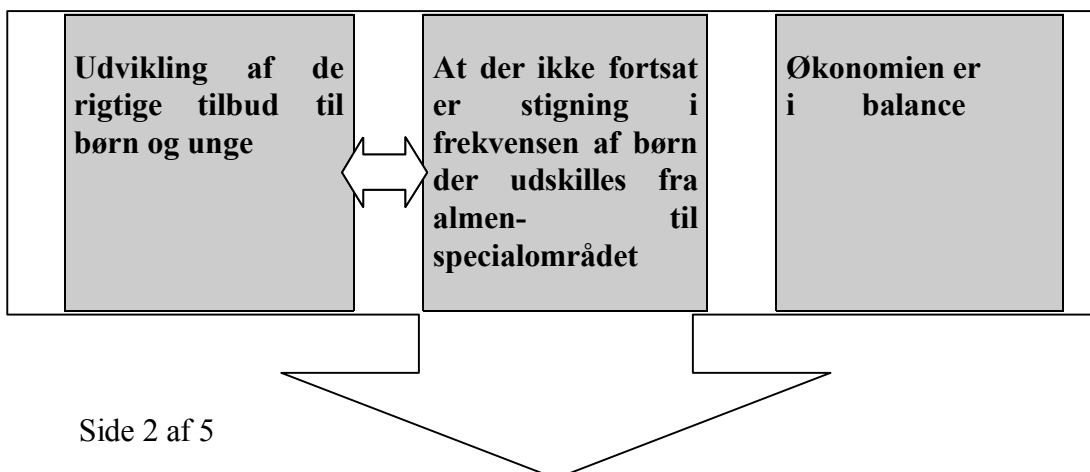 Udvikling af de
rigtige tilbud til
børn og unge
At der ikke fortsat
er stigning i
frekvensen af børn
der udskilles fra
almen- til
specialområdet
Økonomien er
i balance
Side 2 af 5